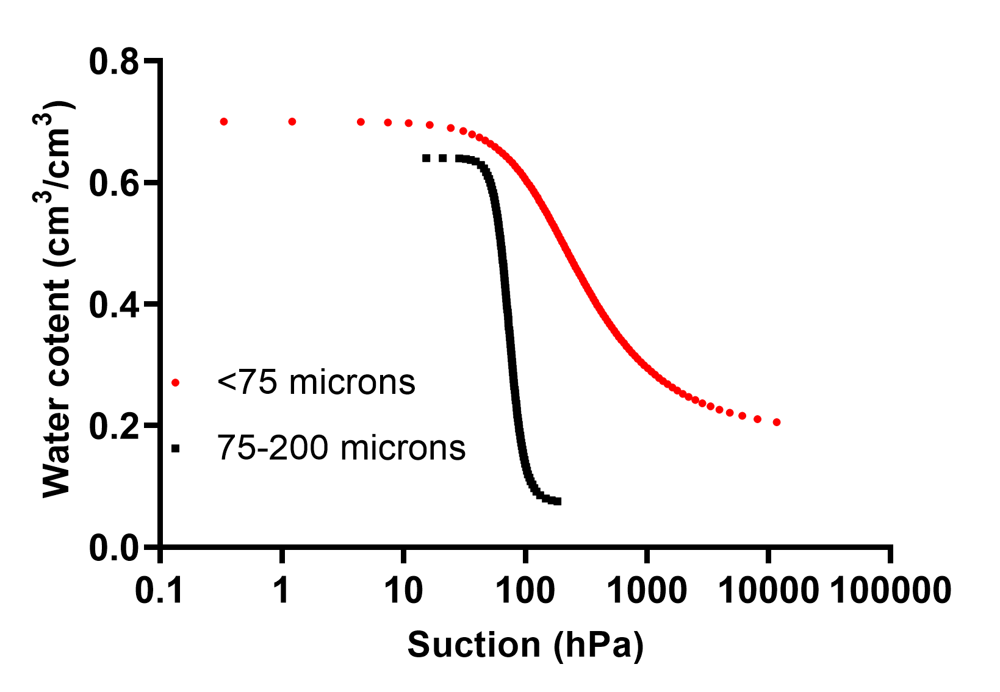 0.8
0.6
0.4
0.2
0.0
Water cotent (cm³/cm³)
<75 microns
75-200 microns
0.1 1 10 100 1000 10000 100000
Suction (hPa)